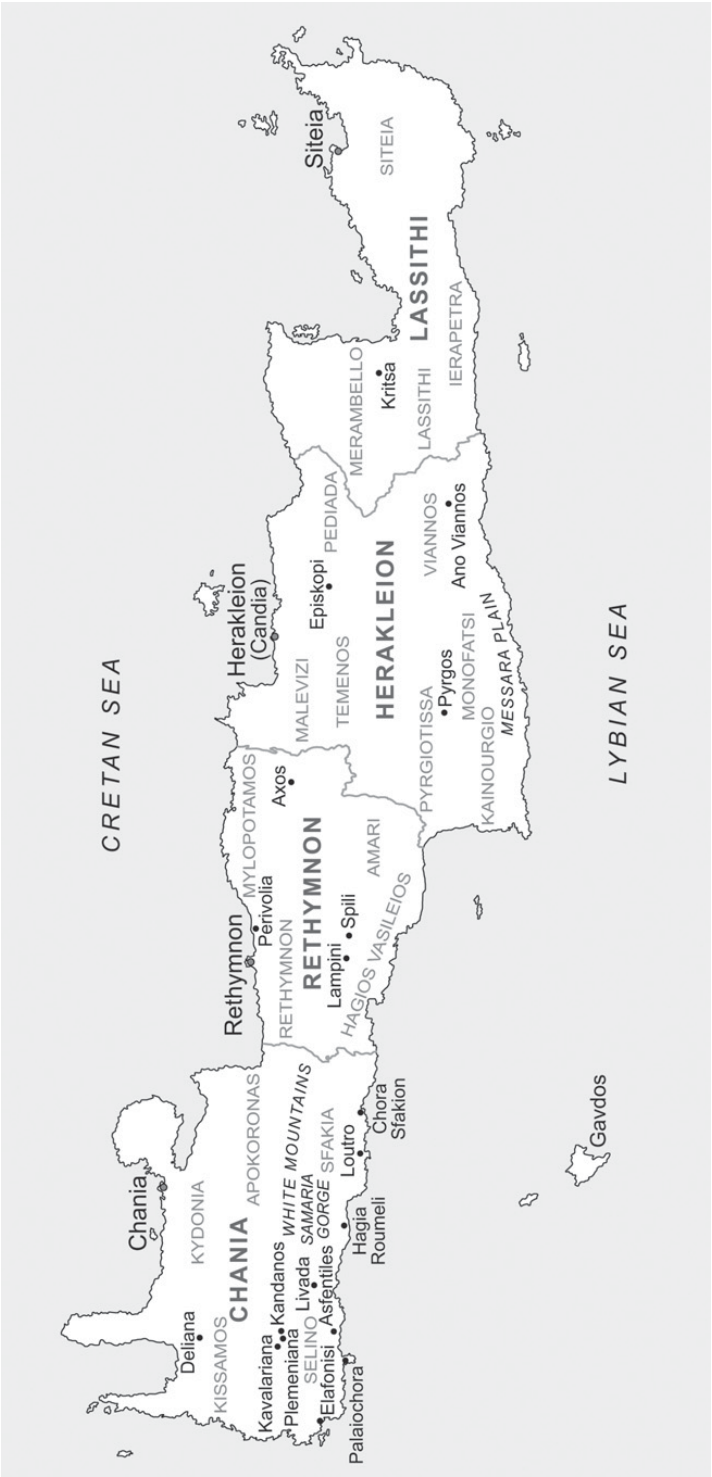 CRETAN SEA
LYBIAN SEA
CHANIA
Chania
KYDONIA
KISSAMOS
Deliana
APOKORONAS
WHITE MOUNTAINS
SAMARIA
GORGE
SFAKIA
SELINO
Kavalariana
Kandanos
Plemeniana
Livada
Asfentiles
Elafonisi
Palaiochora
Hagia
Roumeli
Loutro
Chora
Sfakion
Gavdos
RETHYMNON
Rethymnon
Perivolia
MYLOPOTAMOS
Axos
RETHYMNON
Lampini
Spili
AMARI
HAGIOS VASILEIOS
HERAKLEION
Herakleion
(Candia)
MALEVIZI
TEMENOS
Episkopi
PEDIADA
VIANNOS
Ano Viannos
PYRGIOTISSA
Pyrgos
MONOFATSI
KAINOURGIO
MESSARA PLAIN
LASSITHI
MERAMBELLO
Kritsa
LASSITHI
IERAPETRA
Siteia
SITEIA